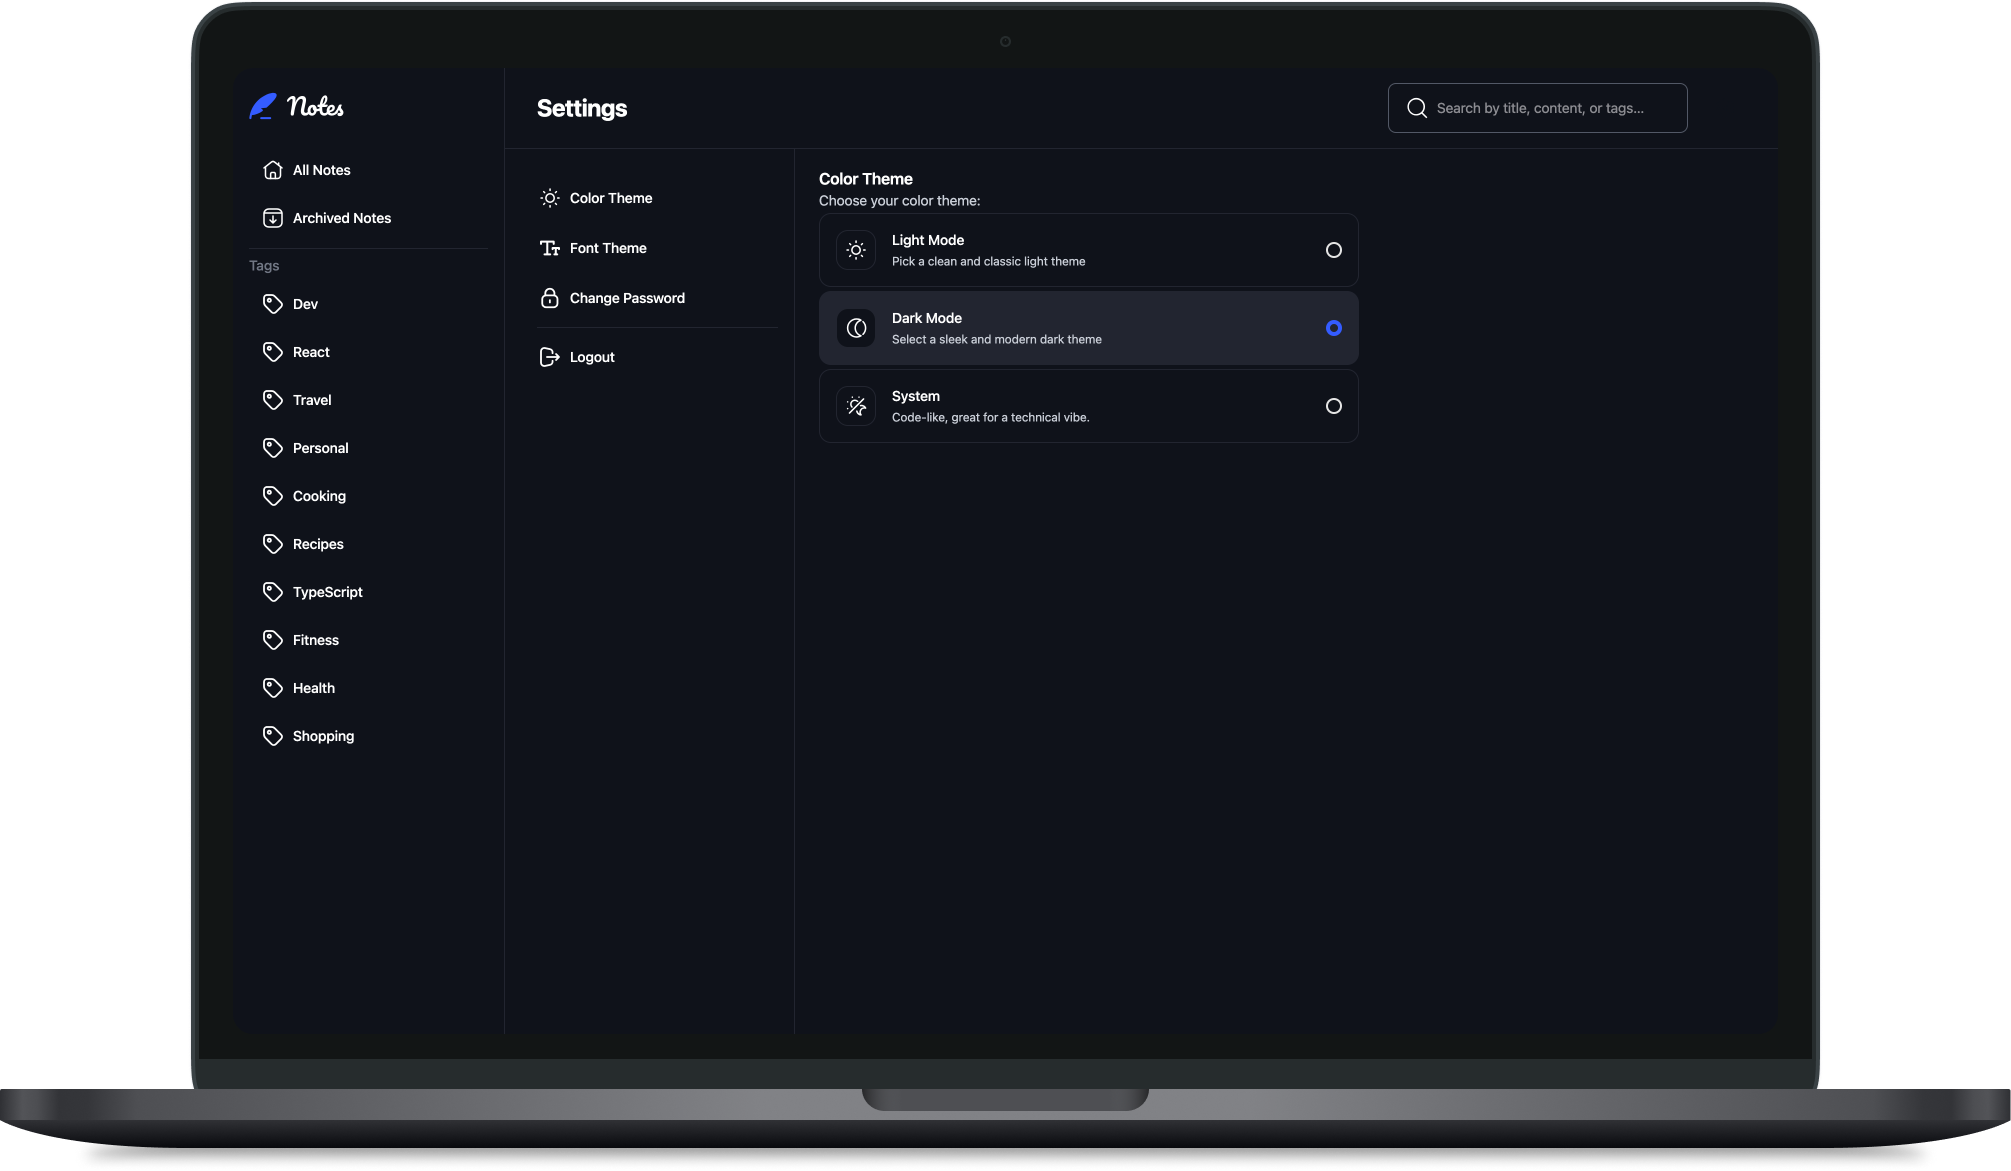 Notes
All Notes
Archived Notes
Tags
Dev
React
Travel
Personal
Cooking
Recipes
TypeScript
Fitness
Health
Shopping
Settings
Search by title, content, or tags...
Color Theme
Font Theme
Change Password
Logout
Color Theme
Choose your color theme:
Light Mode
Pick a clean and classic light theme
Dark Mode
Select a sleek and modern dark theme
System
Code-like, great for a technical vibe.